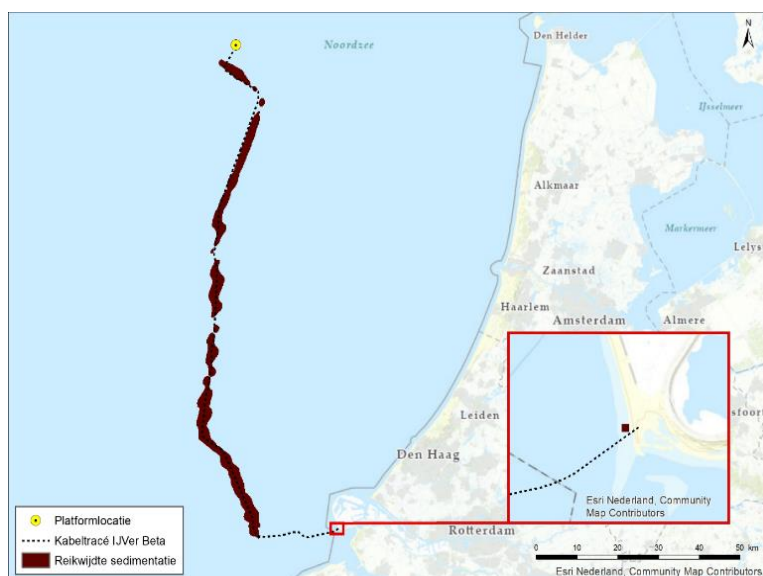 Noordzee
Den Helder
N
IJsselmeer
Alkmaar
Markermeer
Lelys
Zaanstad
Haarlem
Amsterdam
Almere
Leiden
sfoort
Den Haag
Esri Nederland, Community
Map Contributors
Platformlocatie
Kabeltracé IJVer Beta
Reikwijdte sedimentatie
Rotterdam
0 10 20 30 40 50 km
Esri Nederland, Community Map Contributors